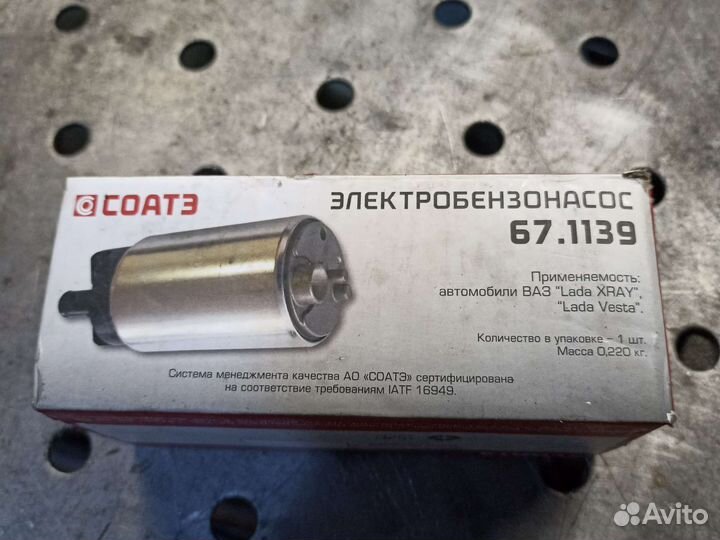 СОАТЭ
ЭЛЕКТРОБЕНЗОНАСОС
67.1139
Применяемость:
автомобили ВАЗ "Lada XRAY",
"Lada Vesta".
Количество в упаковке – 1 шт.
Масса 0,220 кг.
Система менеджмента качества АО «СОАТЭ» сертифицирована
на соответствие требованиям IATF 16949.
Avito